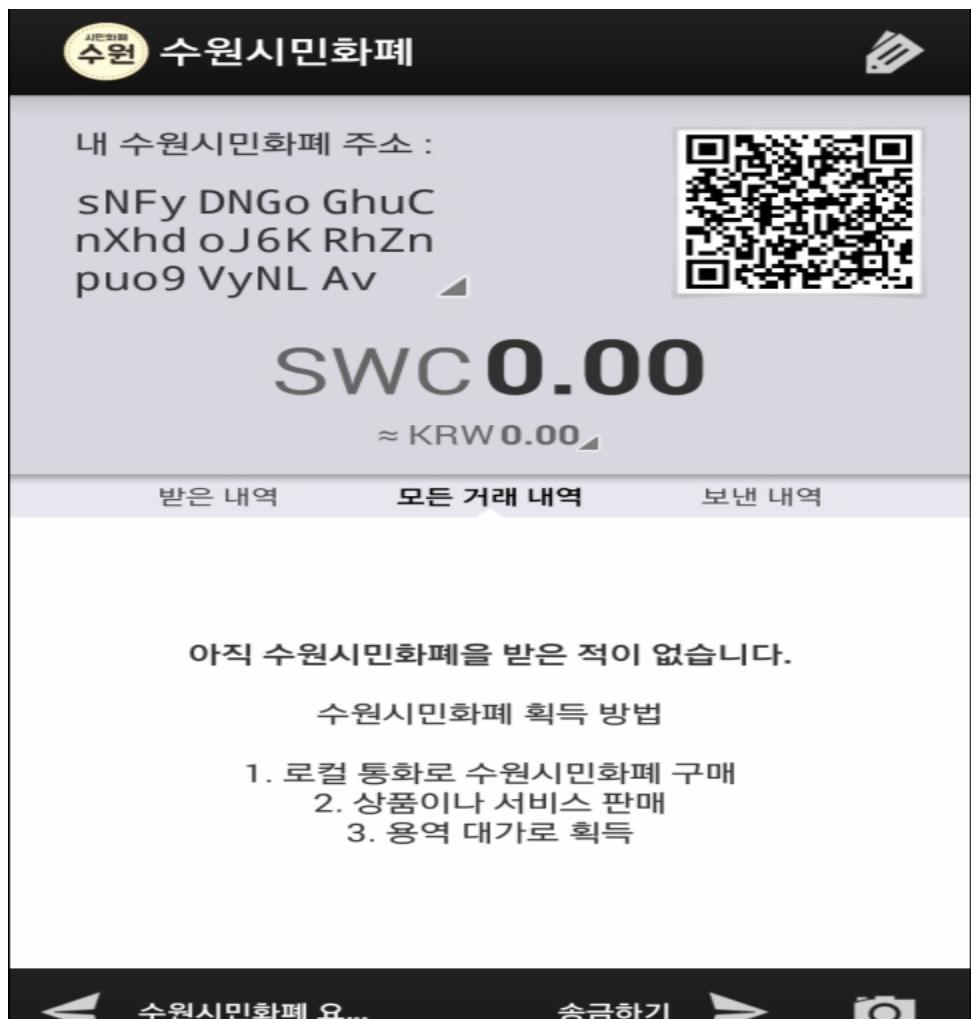 시민화폐
수원
수원시민화폐
내 수원시민화폐 주소 :
sNFy DNGo GhuC
nXhd oJ6K RhZn
puo9 VyNL Av
SWC 0.00
≈ KRW 0.00
받은 내역 모든 거래 내역 보낸 내역
아직 수원시민화폐을 받은 적이 없습니다.
수원시민화폐 획득 방법
1. 로컬 통화로 수원시민화폐 구매
2. 상품이나 서비스 판매
3. 용역 대가로 획득
수원시민화폐 요... 송금하기